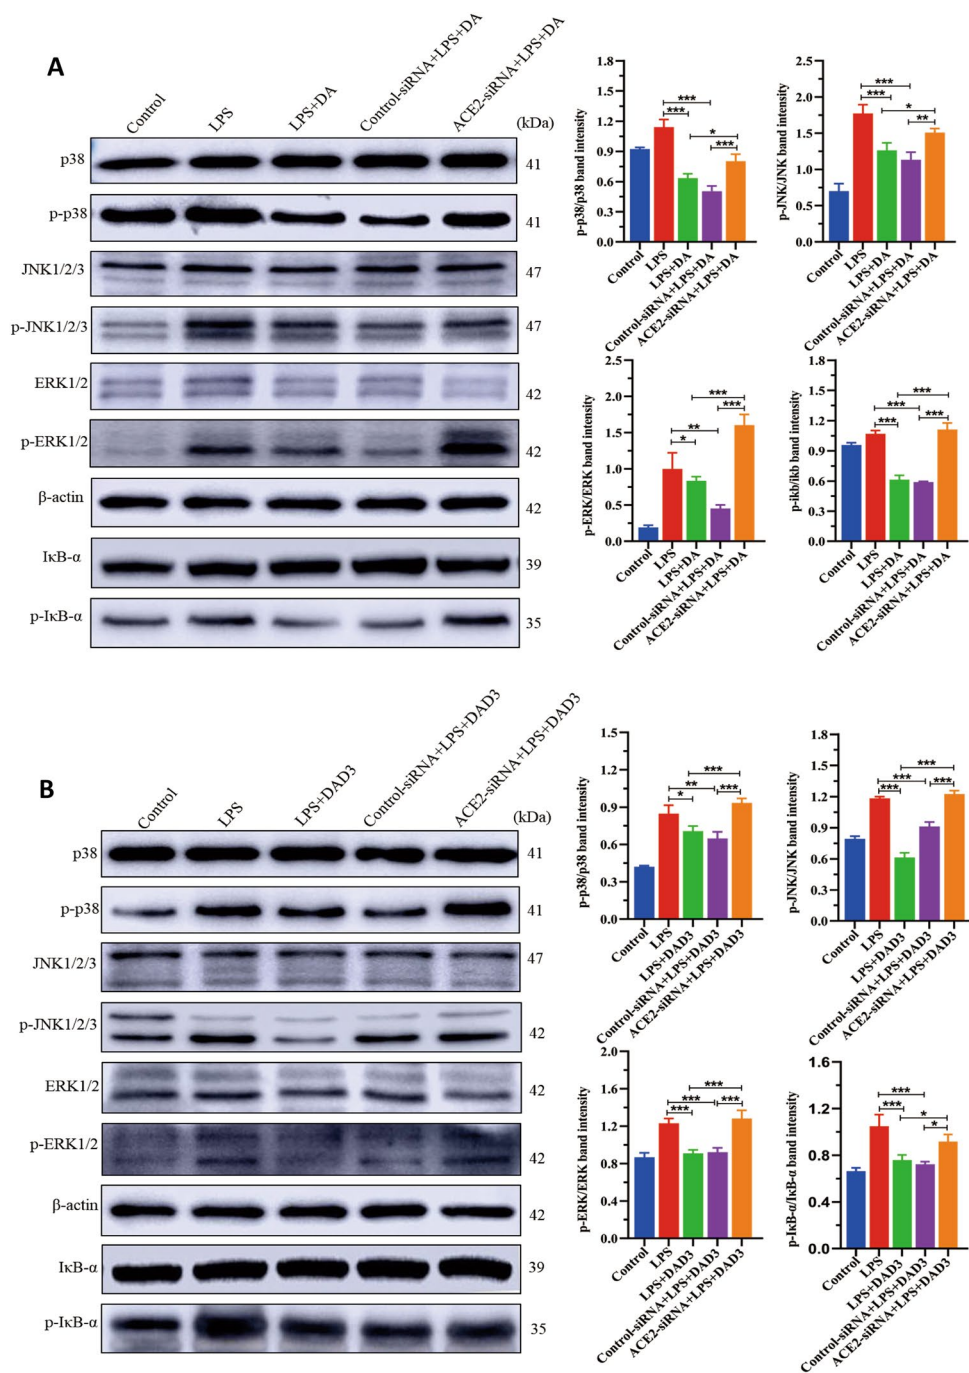 A
Control
LPS
LPS+DA
Control-siRNA+LPS+DA
ACE2-siRNA+LPS+DA
(kDa)
p38
41
p-p38
41
JNK1/2/3
47
p-JNK1/2/3
47
ERK1/2
42
p-ERK1/2
42
β-actin
42
IκB-α
39
p-IκB-α
35
p-p38/p38 band intensity
1.8
1.5
1.2
0.9
0.6
0.3
0.0
***
***
*
***
Control
LPS
LPS+DA
Control-siRNA+LPS+DA
ACE2-siRNA+LPS+DA
p-JNK/JNK band intensity
2.5
2.0
1.5
1.0
0.5
0.0
***
***
*
**
Control
LPS
LPS+DA
Control-siRNA+LPS+DA
ACE2-siRNA+LPS+DA
p-ERK/ERK band intensity
2.5
2.0
1.5
1.0
0.5
0.0
***
***
**
*
Control
LPS
LPS+DA
Control-siRNA+LPS+DA
ACE2-siRNA+LPS+DA
p-ikb/ikb band intensity
1.8
1.5
1.2
0.9
0.6
0.3
0.0
***
***
***
***
Control
LPS
LPS+DA
Control-siRNA+LPS+DA
ACE2-siRNA+LPS+DA
B
Control
LPS
LPS+DAD3
Control-siRNA+LPS+DAD3
ACE2-siRNA+LPS+DAD3
(kDa)
p38
41
p-p38
41
JNK1/2/3
47
p-JNK1/2/3
42
ERK1/2
42
p-ERK1/2
42
β-actin
42
IκB-α
39
p-IκB-α
35
p-p38/p38 band intensity
1.5
1.2
0.9
0.6
0.3
0.0
***
**
***
*
Control
LPS
LPS+DAD3
Control-siRNA+LPS+DAD3
ACE2-siRNA+LPS+DAD3
p-JNK/JNK band intensity
1.8
1.5
1.2
0.9
0.6
0.3
0.0
***
***
***
***
Control
LPS
LPS+DAD3
Control-siRNA+LPS+DAD3
ACE2-siRNA+LPS+DAD3
p-ERK/ERK band intensity
2.0
1.6
1.2
0.8
0.4
0.0
***
***
***
***
Control
LPS
LPS+DAD3
Control-siRNA+LPS+DAD3
ACE2-siRNA+LPS+DAD3
p-IκB-α/IκB-α band intensity
1.6
1.2
0.8
0.4
0.0
***
***
*
*
Control
LPS
LPS+DAD3
Control-siRNA+LPS+DAD3
ACE2-siRNA+LPS+DAD3